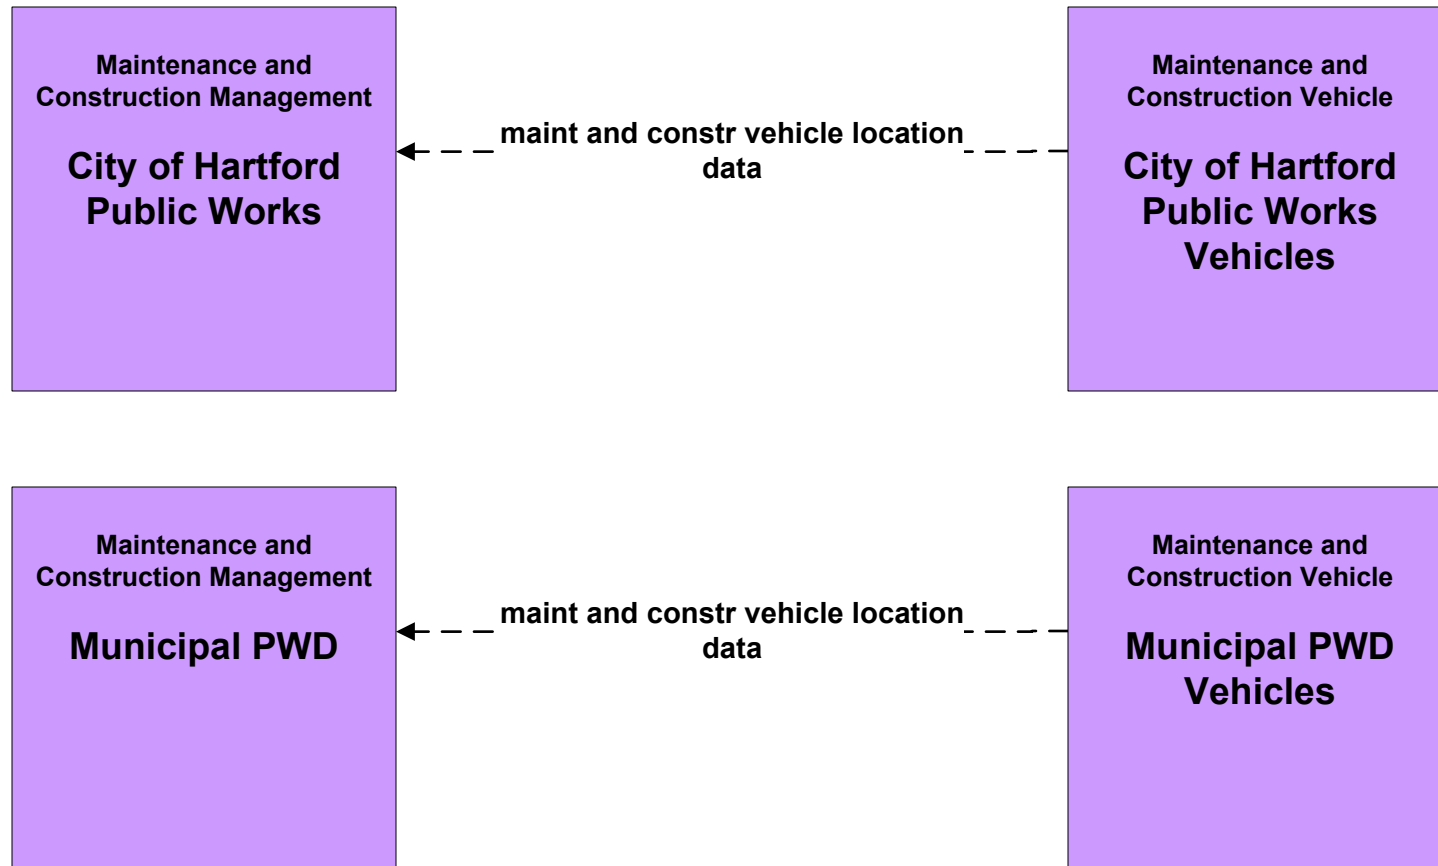 Maintenance and
Construction Management
City of Hartford
Public Works
maint and constr vehicle location
data
Maintenance and
Construction Vehicle
City of Hartford
Public Works
Vehicles
Maintenance and
Construction Management
Municipal PWD
maint and constr vehicle location
data
Maintenance and
Construction Vehicle
Municipal PWD
Vehicles